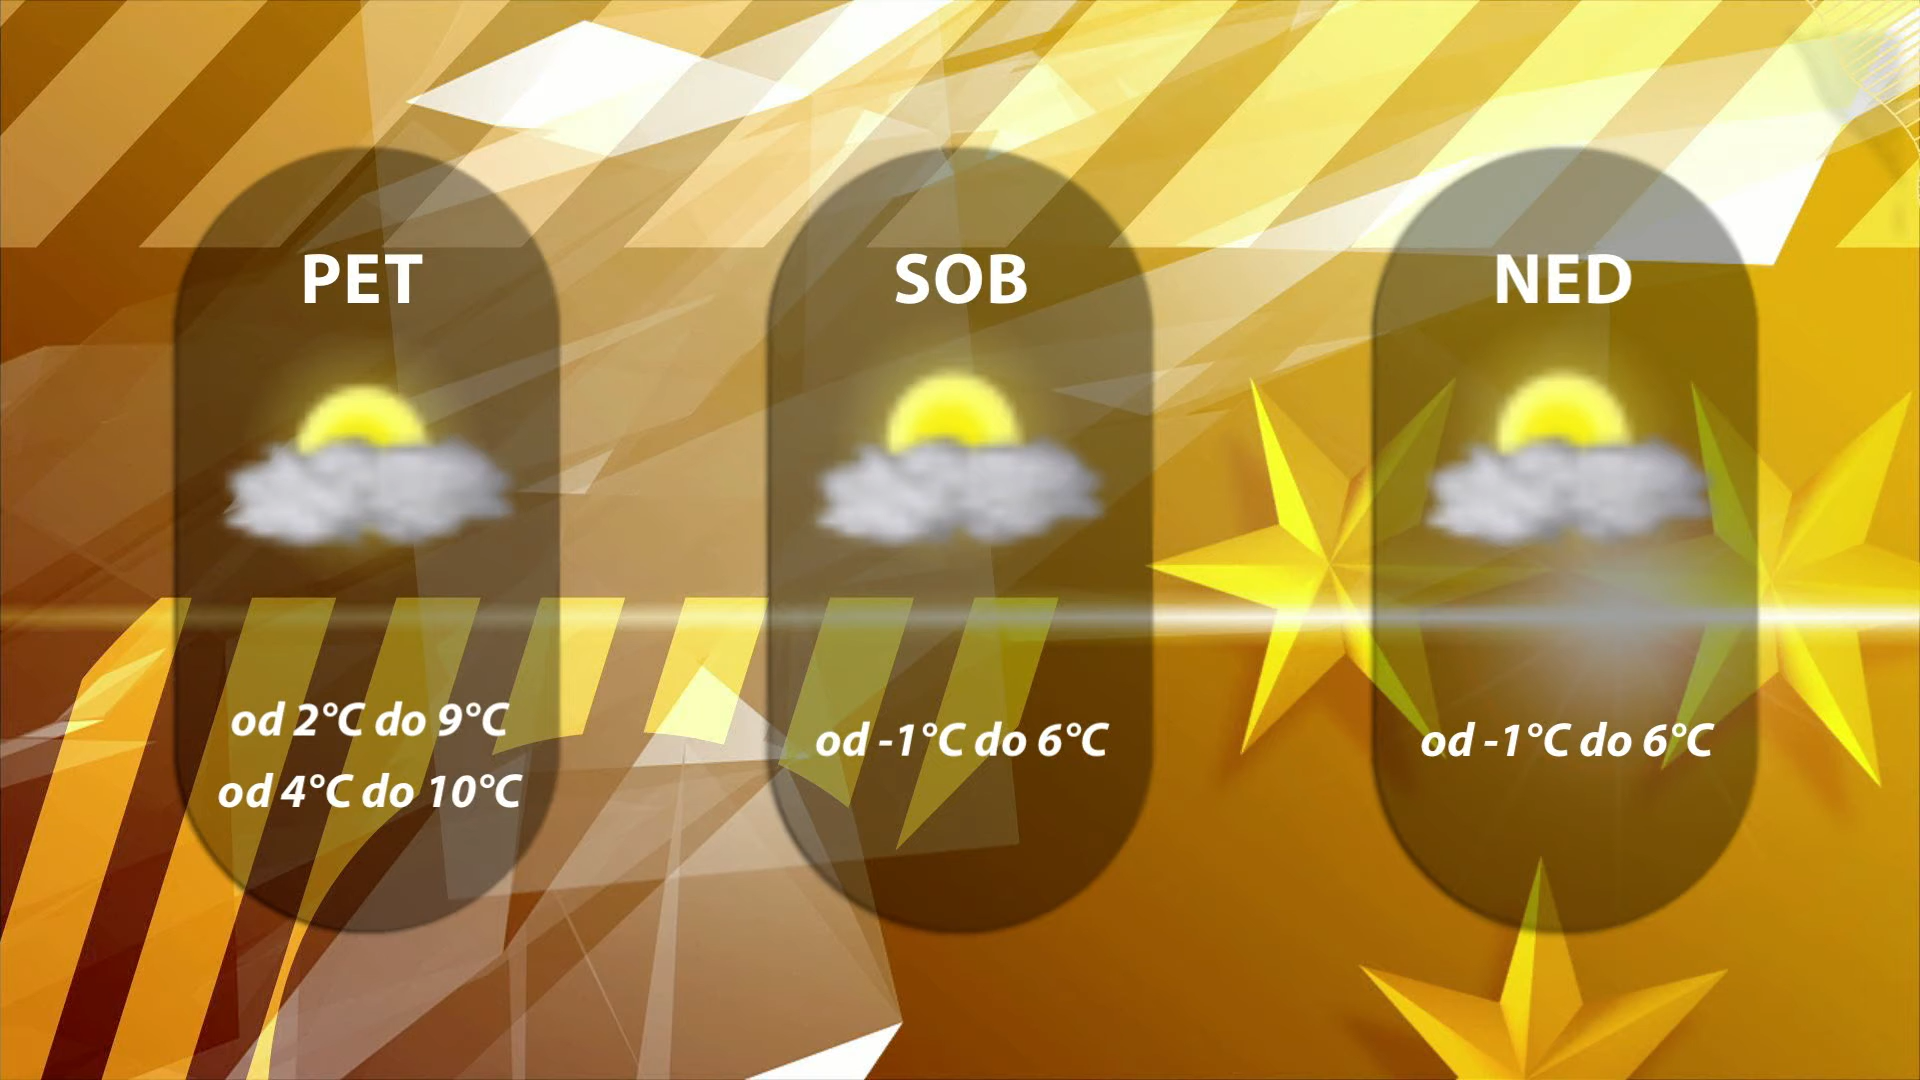 PET
od 2°C do 9°C
od 4°C do 10°C
SOB
od -1°C do 6°C
NED
od -1°C do 6°C